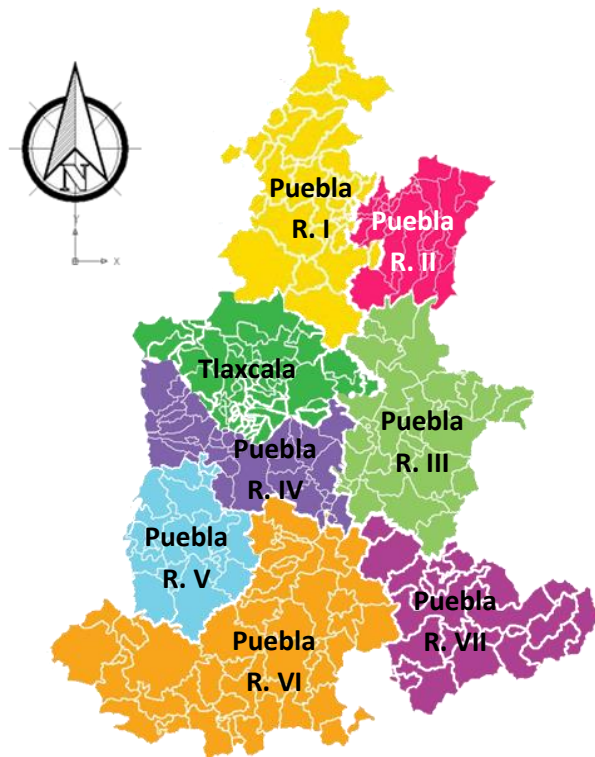 Puebla
R. I
Puebla
R. II
N
y
x
Tlaxcala
Puebla
R. III
Puebla
R. IV
Puebla
R. V
Puebla
R. VII
Puebla
R. VI